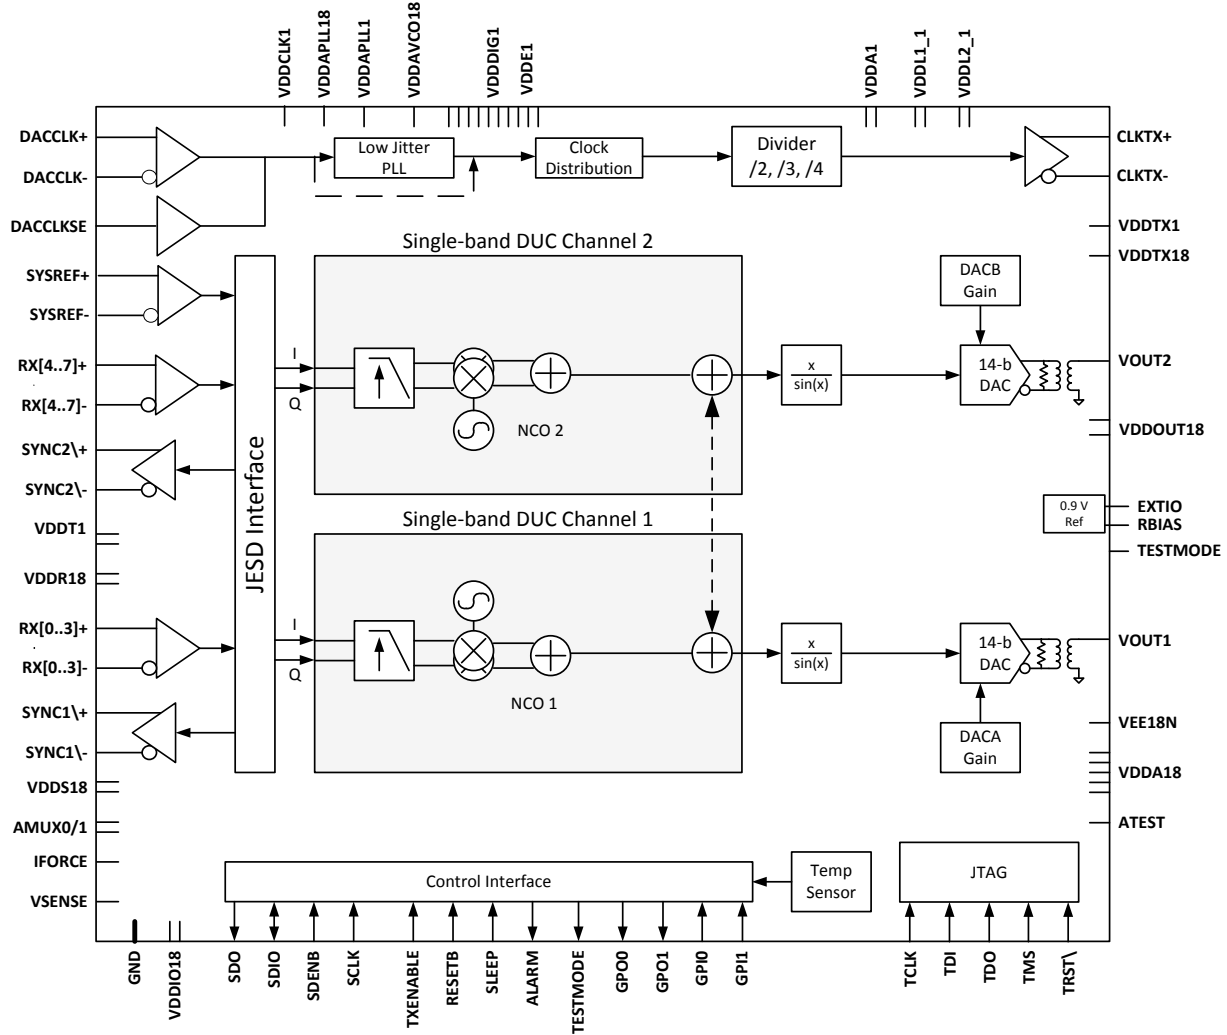 VDDCLK1
VDDAPLL18
VDDAPLL1
VDDAVCO18
VDDDIG1
VDDE1
VDDA1
VDDL1_1
VDDL2_1
DACCLK+
DACCLK-
DACCLKSE
Low Jitter
PLL
Clock
Distribution
Divider
/2, /3, /4
CLKTX+
CLKTX-
VDDTX1
VDDTX18
SYSREF+
SYSREF-
RX[4..7]+
RX[4..7]-
SYNC2\+
SYNC2\-
VDDT1
VDDR18
RX[0..3]+
RX[0..3]-
SYNC1\+
SYNC1\-
VDDS18
AMUX0/1
IFORCE
VSENSE
JESD Interface
Single-band DUC Channel 2
I
Q
NCO 2
x
sin(x)
DACB
Gain
14-b
DAC
VOUT2
VDDOUT18
0.9 V
Ref
EXTIO
RBIAS
TESTMODE
Single-band DUC Channel 1
I
Q
NCO 1
x
sin(x)
14-b
DAC
DACA
Gain
VOUT1
VEE18N
VDDA18
ATEST
Control Interface
Temp
Sensor
JTAG
GND
VDDIO18
SDO
SDIO
SDENB
SCLK
TXENABLE
RESETB
SLEEP
ALARM
TESTMODE
GPO0
GPO1
GPI0
GPI1
TCLK
TDI
TDO
TMS
TRST\